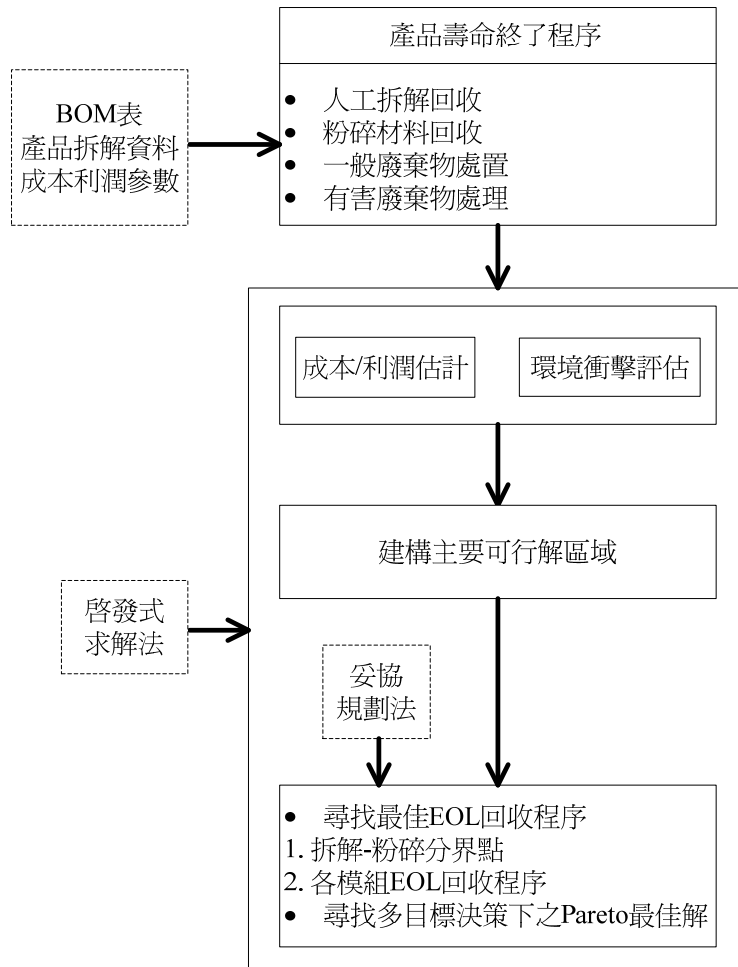 產品壽命終了程序
BOM表
產品拆解資料
成本利潤參數
• 人工拆解回收
• 粉碎材料回收
• 一般廢棄物處置
• 有害廢棄物處理
成本/利潤估計
環境衝擊評估
建構主要可行解區域
啓發式
求解法
妥協
規劃法
• 尋找最佳EOL回收程序
1. 拆解-粉碎分界點
2. 各模組EOL回收程序
• 尋找多目標決策下之Pareto最佳解